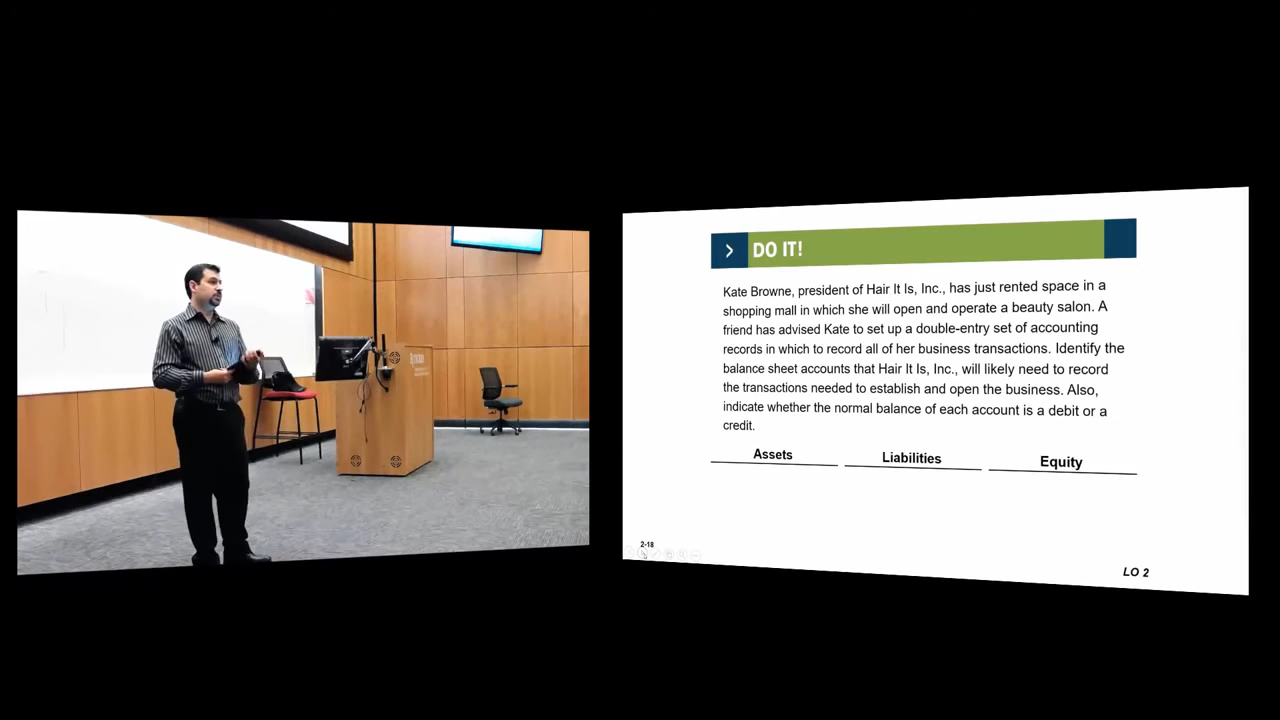 DO IT!
Kate Browne, president of Hair It Is, Inc., has just rented space in a
shopping mall in which she will open and operate a beauty salon. A
friend has advised Kate to set up a double-entry set of accounting
records in which to record all of her business transactions. Identify the
balance sheet accounts that Hair It Is, Inc., will likely need to record
the transactions needed to establish and open the business. Also,
indicate whether the normal balance of each account is a debit or a
credit.
Assets Liabilities Equity
2-18
LO 2